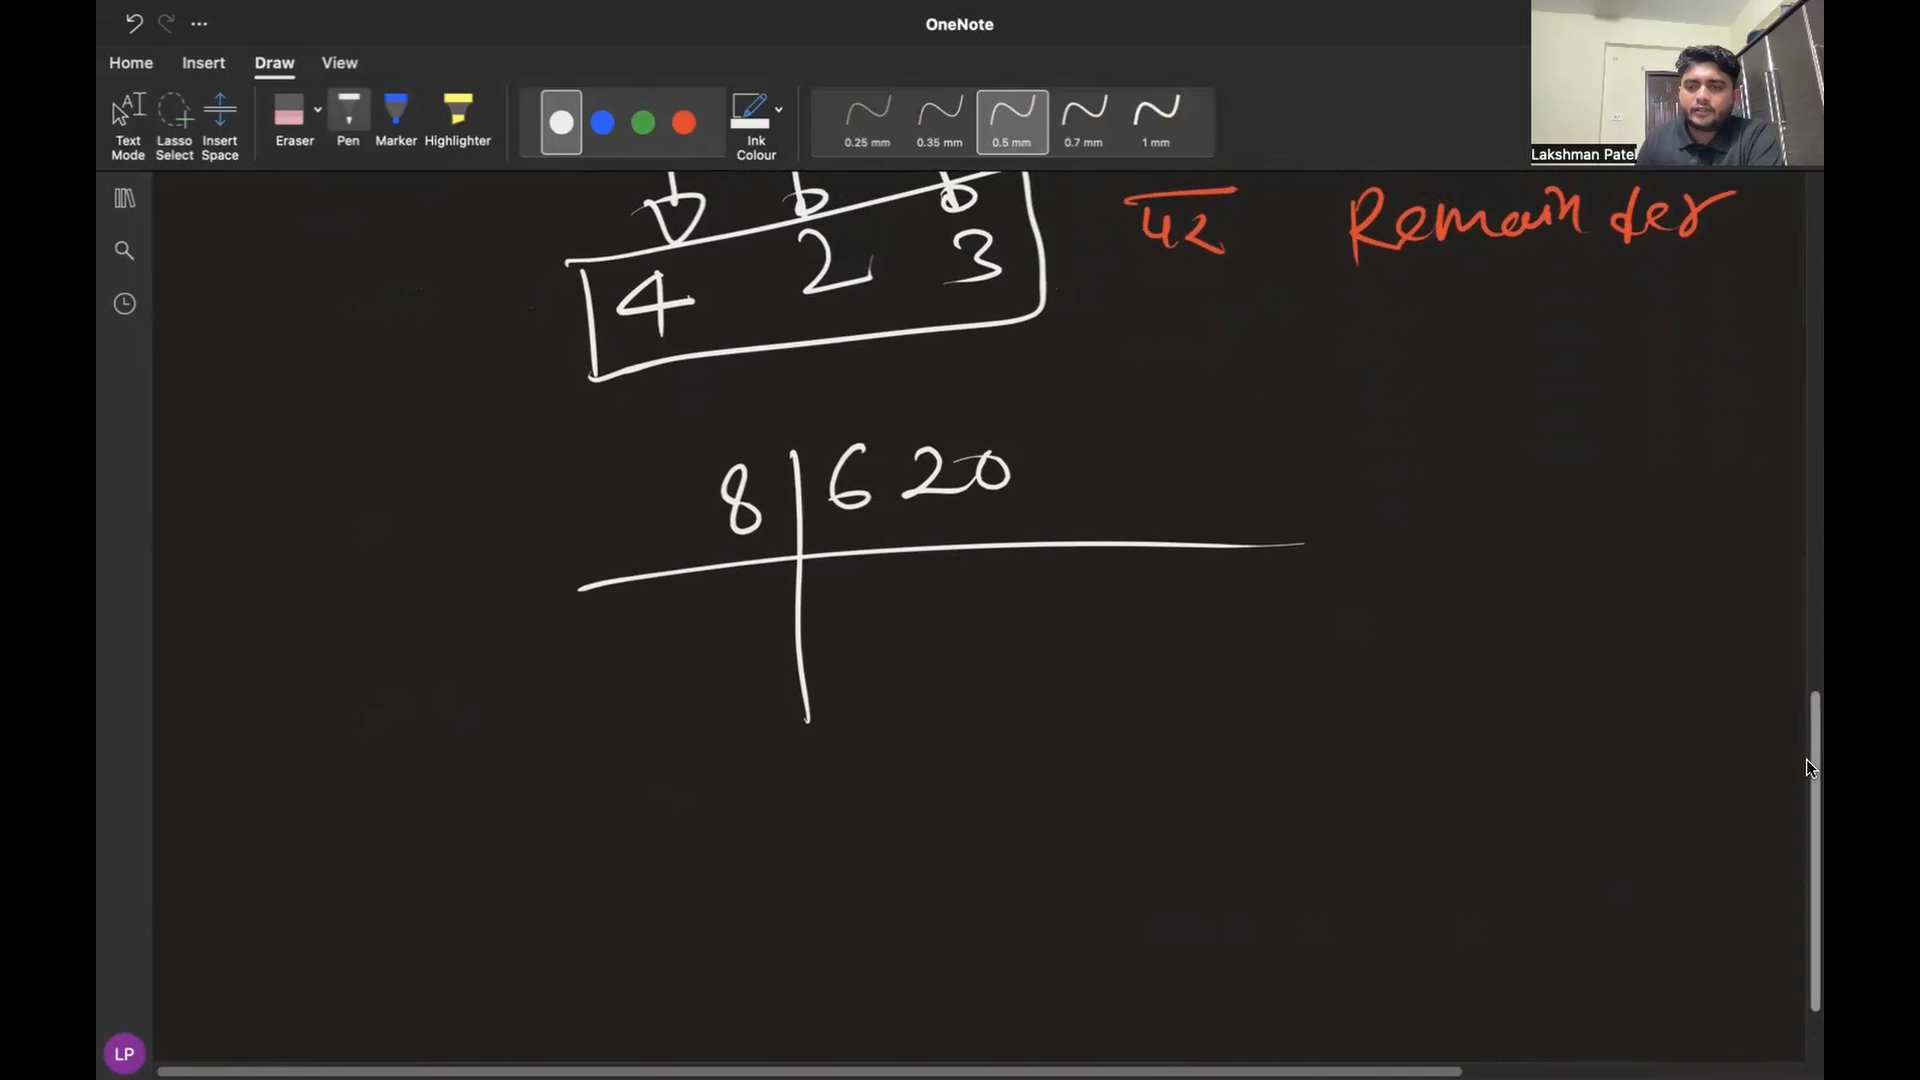 OneNote
Home Insert Draw View
Text Mode
Lasso Select
Insert Space
Eraser
Pen
Marker
Highlighter
Ink Colour
0.25 mm
0.35 mm
0.5 mm
0.7 mm
1 mm
Lakshman Patel
42 Remainder
4 2 3
8 620
LP